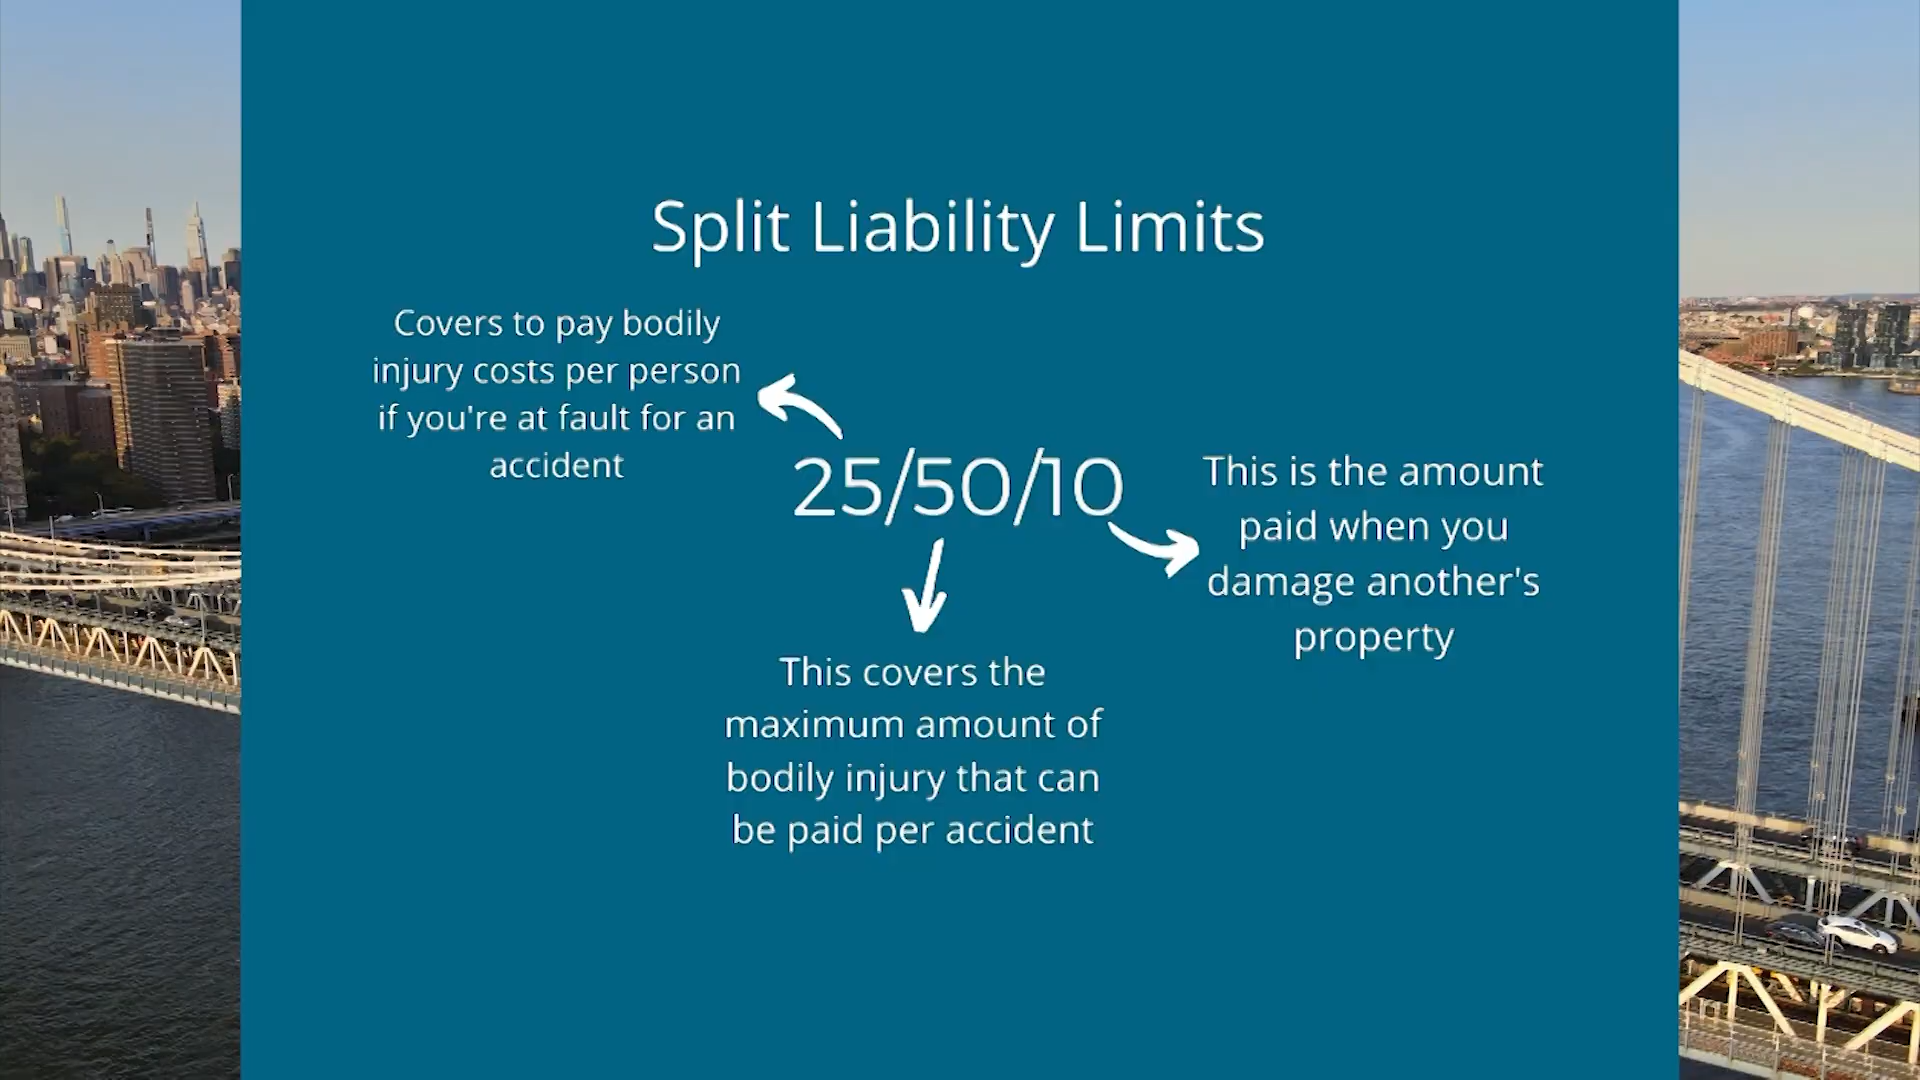 Split Liability Limits
Covers to pay bodily
injury costs per person
if you're at fault for an
accident
25/50/10
This is the amount
paid when you
damage another's
property
This covers the
maximum amount of
bodily injury that can
be paid per accident